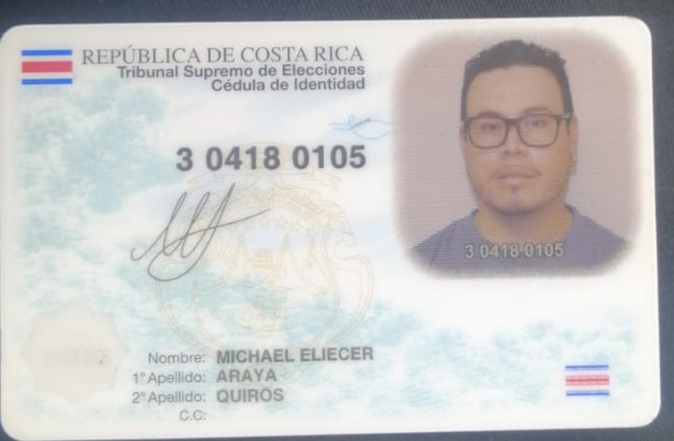 REPÚBLICA DE COSTA RICA
Tribunal Supremo de Elecciones
Cédula de Identidad
3 0418 0105
3 0418 0105
Nombre: MICHAEL ELIECER
1° Apellido: ARAYA
2° Apellido: QUIROS
C.C: